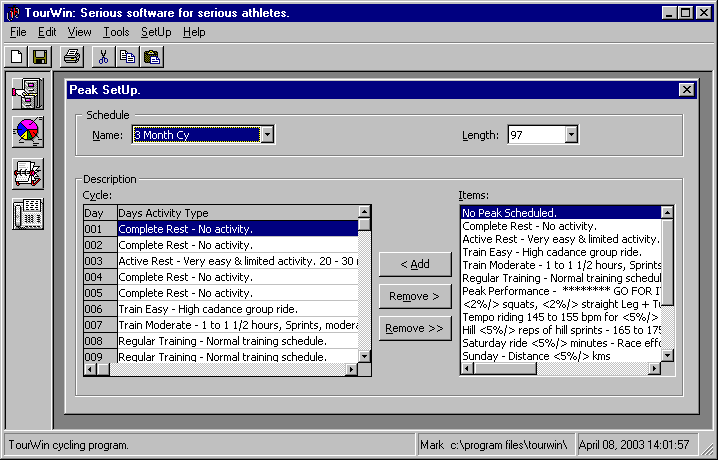 TourWin: Serious software for serious athletes.
File Edit View Tools SetUp Help
Peak SetUp.
Schedule
Name: 3 Month Cy Length: 97
Description
Cycle:
Day Days Activity Type
001 Complete Rest - No activity.
002 Complete Rest - No activity.
003 Active Rest - Very easy & limited activity. 20 - 30
004 Complete Rest - No activity.
005 Complete Rest - No activity.
006 Train Easy - High cadance group ride.
007 Train Moderate - 1 to 1 1/2 hours, Sprints, modera
008 Regular Training - Normal training schedule.
009 Regular Training - Normal training schedule.
< Add
Remove >
Remove >>
Items:
No Peak Scheduled.
Complete Rest - No activity.
Active Rest - Very easy & limited activity.
Train Easy - High cadance group ride.
Train Moderate - 1 to 1 1/2 hours, Sprints
Regular Training - Normal training schedul
Peak Performance - ******** GO FOR IT
<2%/> squats, <2%/> straight Leg + Tu
Tempo riding 145 to 155 bpm for <5%/>
Hill <5%/> reps of hill sprints - 165 to 175
Saturday ride <5%/> minutes - Race effo
Sunday - Distance <5%/> kms
TourWin cycling program. Mark c:\program files\tourwin\ April 08, 2003 14:01:57